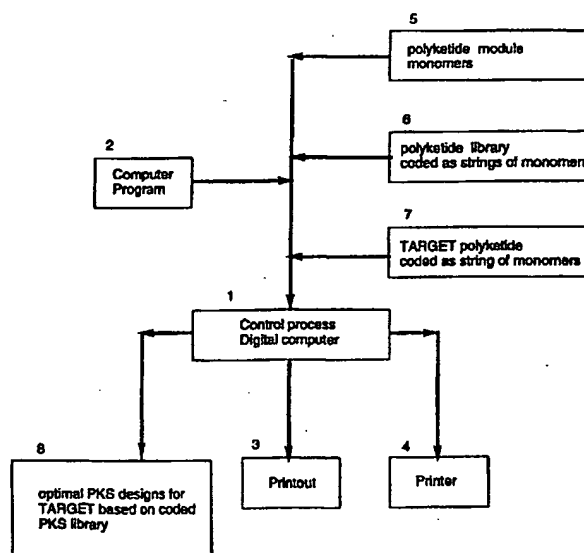 5
polyketide module
monomers
6
polyketide library
coded as strings of monomers
2
Computer
Program
7
TARGET polyketide
coded as string of monomers
1
Control process
Digital computer
8
optimal PKS designs for
TARGET based on coded
PKS library
3
Printout
4
Printer